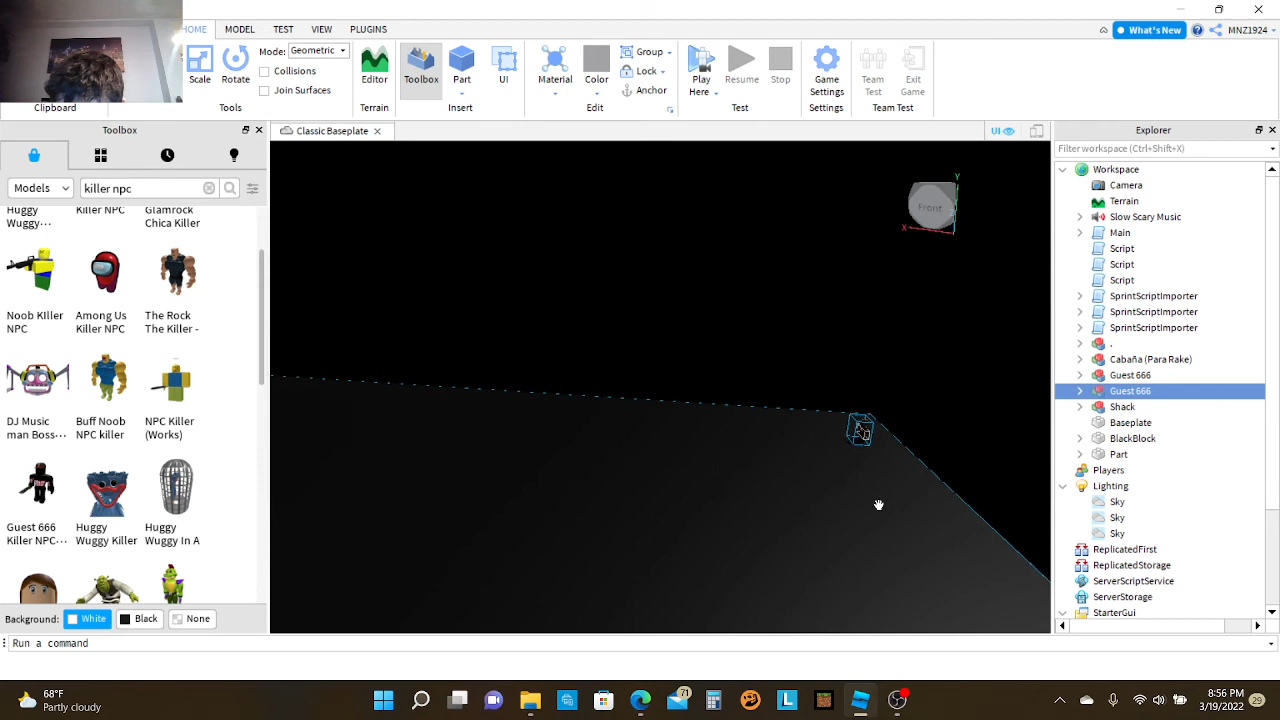 HOME MODEL TEST VIEW PLUGINS
What's New
MNZ1924
Scale
Rotate
Mode: Geometric
Collisions
Join Surfaces
Editor
Toolbox
Part
UI
Material
Color
Group
Lock
Anchor
Play
Here
Resume
Stop
Game
Settings
Team
Test
Exit
Game
Clipboard
Tools
Terrain
Insert
Edit
Test
Settings
Team Test
Toolbox
Classic Baseplate
UI
Explorer
Filter workspace (Ctrl+Shift+X)
Models
killer npc
Huggy
Wuggy...
Killer NPC
Glamrock
Chica Killer
Noob KIller
NPC
Among Us
Killer NPC
The Rock
The Killer -
DJ Music
man Boss...
Buff Noob
NPC killer
NPC Killer
(Works)
Guest 666
Killer NPC...
Huggy
Wuggy Killer
Huggy
Wuggy In A
Background: White Black None
Front
Y
X
Workspace
Camera
Terrain
Slow Scary Music
Main
Script
Script
Script
SprintScriptImporter
SprintScriptImporter
SprintScriptImporter
.
Cabaña (Para Rake)
Guest 666
Guest 666
Shack
Baseplate
BlackBlock
Part
Players
Lighting
Sky
Sky
Sky
ReplicatedFirst
ReplicatedStorage
ServerScriptService
ServerStorage
StarterGui
Run a command
68°F
Partly cloudy
71
L
8:56 PM
3/19/2022
29